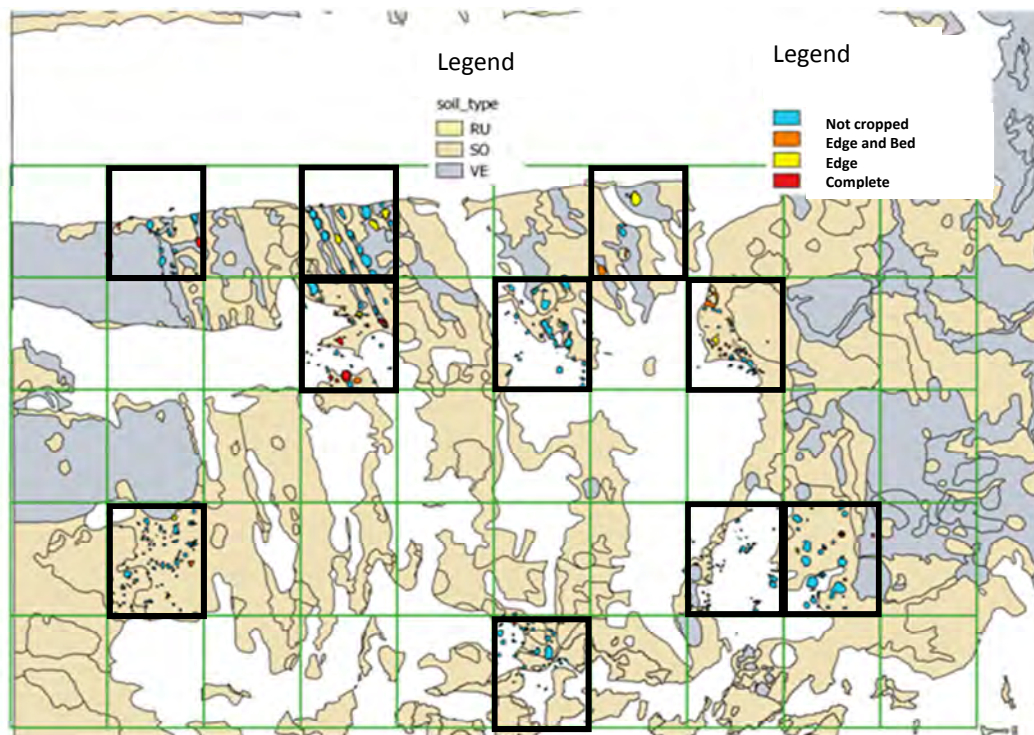 Legend
soil_type
RU
SO
VE
Legend
Not cropped
Edge and Bed
Edge
Complete